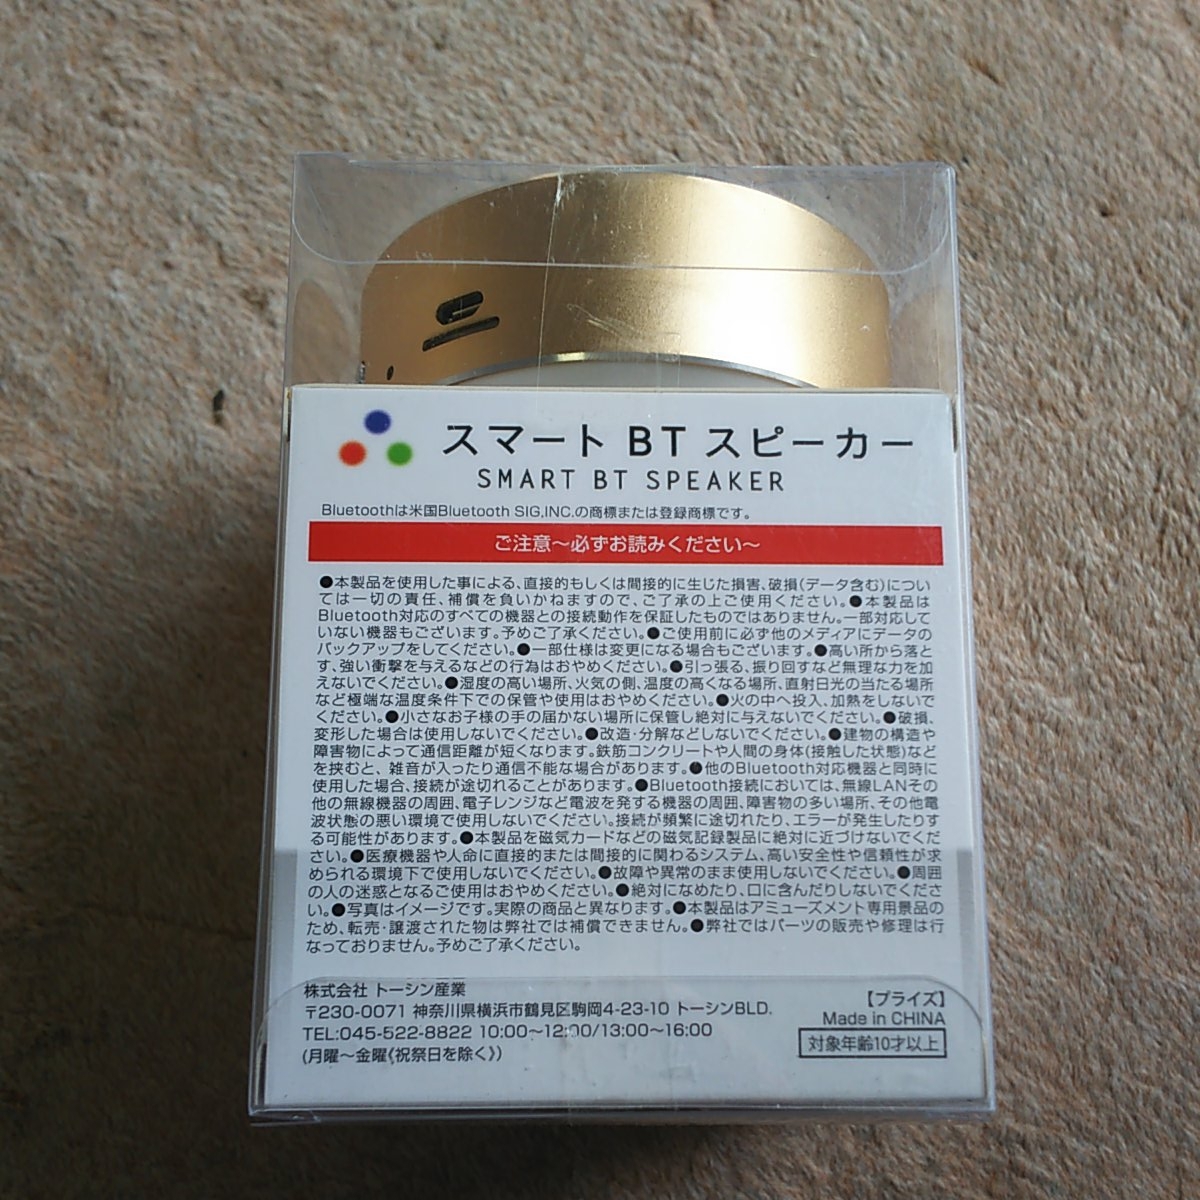 スマート BT スピーカー
SMART BT SPEAKER
Bluetoothは米国Bluetooth SIG,INC.の商標または登録商標です。
ご注意～必ずお読みください～
●本製品を使用した事による、直接的もしくは間接的に生じた損害、破損(データ含む)につい
ては一切の責任、補償を負いかねますので、ご了承の上ご使用ください。●本製品は
Bluetooth対応のすべての機器との接続動作を保証したものではありません。一部対応して
いない機器もございます。予めご了承ください。●ご使用前に必ず他のメディアにデータの
バックアップをしてください。●一部仕様は変更になる場合もございます。●高い所から落と
す、強い衝撃を与えるなどの行為はおやめください。●引っ張る、振り回すなど無理な力を加
えないでください。●湿度の高い場所、火気の側、温度の高くなる場所、直射日光の当たる場所
など極端な温度条件下での保管や使用はおやめください。●火の中へ投入、加熱をしないで
ください。●小さなお子様の手の届かない場所に保管し絶対に与えないでください。●破損、
変形した場合は使用しないでください。●改造・分解などしないでください。●建物の構造や
障害物によって通信距離が短くなります。鉄筋コンクリートや人間の身体(接触した状態)など
を挟むと、雑音が入ったり通信不能な場合があります。●他のBluetooth対応機器と同時に
使用した場合、接続が途切れることがあります。●Bluetooth接続においては、無線LANその
他の無線機器の周囲、電子レンジなど電波を発する機器の周囲、障害物の多い場所、その他電
波状態の悪い環境で使用しないでください。接続が頻繁に途切れたり、エラーが発生したりす
る可能性があります。●本製品を磁気カードなどの磁気記録製品に絶対に近づけないでくだ
さい。●医療機器や人命に直接的または間接的に関わるシステム、高い安全性や信頼性が求
められる環境下で使用しないでください。●故障や異常のまま使用しないでください。●周囲
の人の迷惑となるご使用はおやめください。●絶対になめたり、口に含んだりしないでくださ
い。●写真はイメージです。実際の商品と異なります。●本製品はアミューズメント専用景品の
ため、転売・譲渡された物は弊社では補償できません。●弊社ではパーツの販売や修理は行
なっておりません。予めご了承ください。
株式会社 トーシン産業
〒230-0071 神奈川県横浜市鶴見区駒岡4-23-10 トーシンBLD.
TEL:045-522-8822 10:00～12:00/13:00～16:00
(月曜～金曜《祝祭日を除く》)
【プライズ】
Made in CHINA
対象年齢10才以上